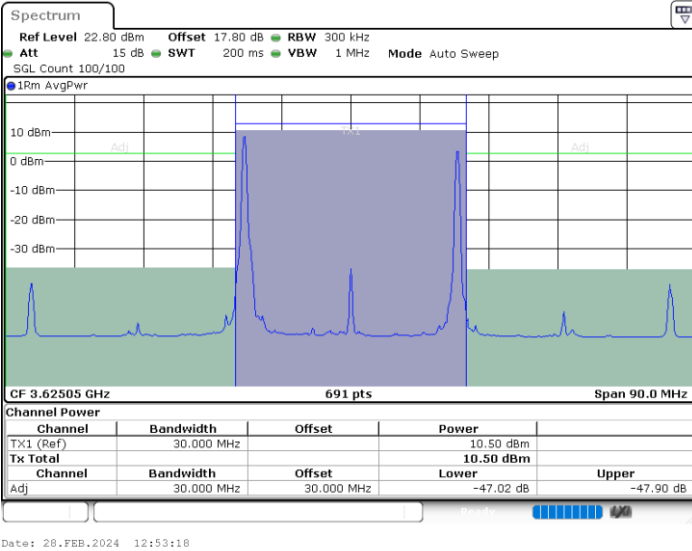 Spectrum
Ref Level 22.80 dBm Offset 17.80 dB RBW 300 kHz
Att 15 dB SWT 200 ms VBW 1 MHz Mode Auto Sweep
SGL Count 100/100
1Rm AvgPwr
TX1
10 dBm
Adj Adj
0 dBm
-10 dBm
-20 dBm
-30 dBm
CF 3.62505 GHz 691 pts Span 90.0 MHz
Channel Power
Channel Bandwidth Offset Power
TX1 (Ref) 30.000 MHz 10.50 dBm
Tx Total 10.50 dBm
Channel Bandwidth Offset Lower Upper
Adj 30.000 MHz 30.000 MHz -47.02 dB -47.90 dB
Ready
Date: 28.FEB.2024 12:53:18